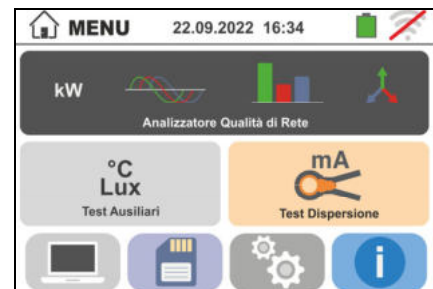 MENU 22.09.2022 16:34
kW
Analizzatore Qualità di Rete
°C
Lux
Test Ausiliari
mA
Test Dispersione
i